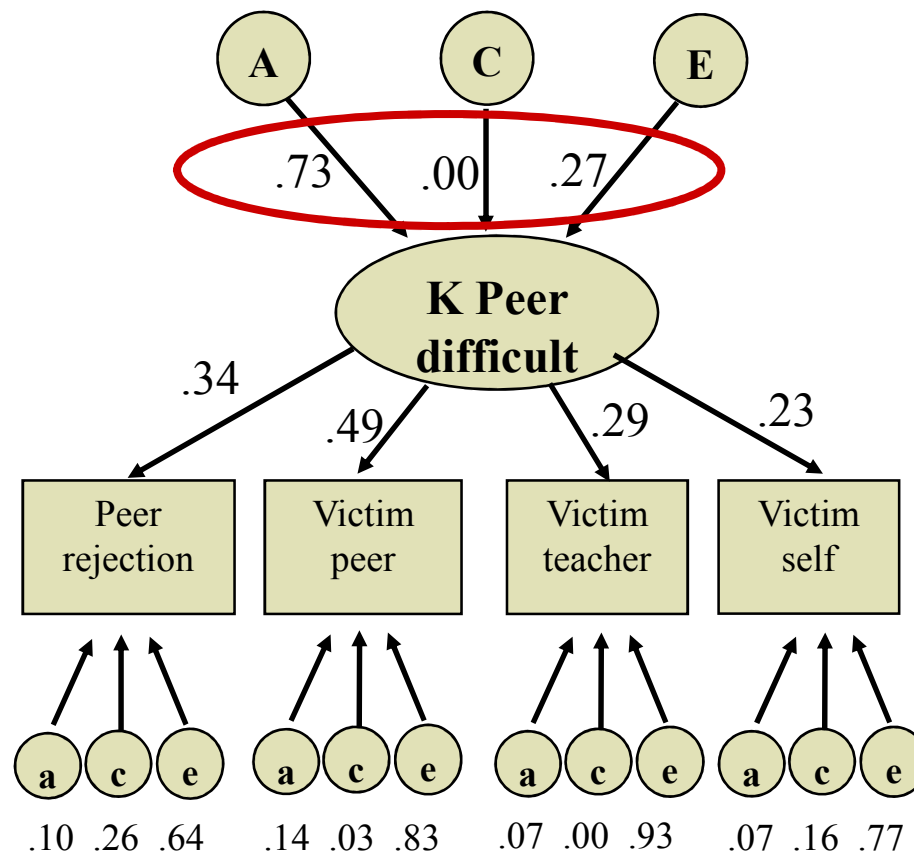 A C E
.73 .00 .27
K Peer
difficult
.34 .49 .29 .23
Peer
rejection
Victim
peer
Victim
teacher
Victim
self
a c e a c e a c e a c e
.10 .26 .64 .14 .03 .83 .07 .00 .93 .07 .16 .77